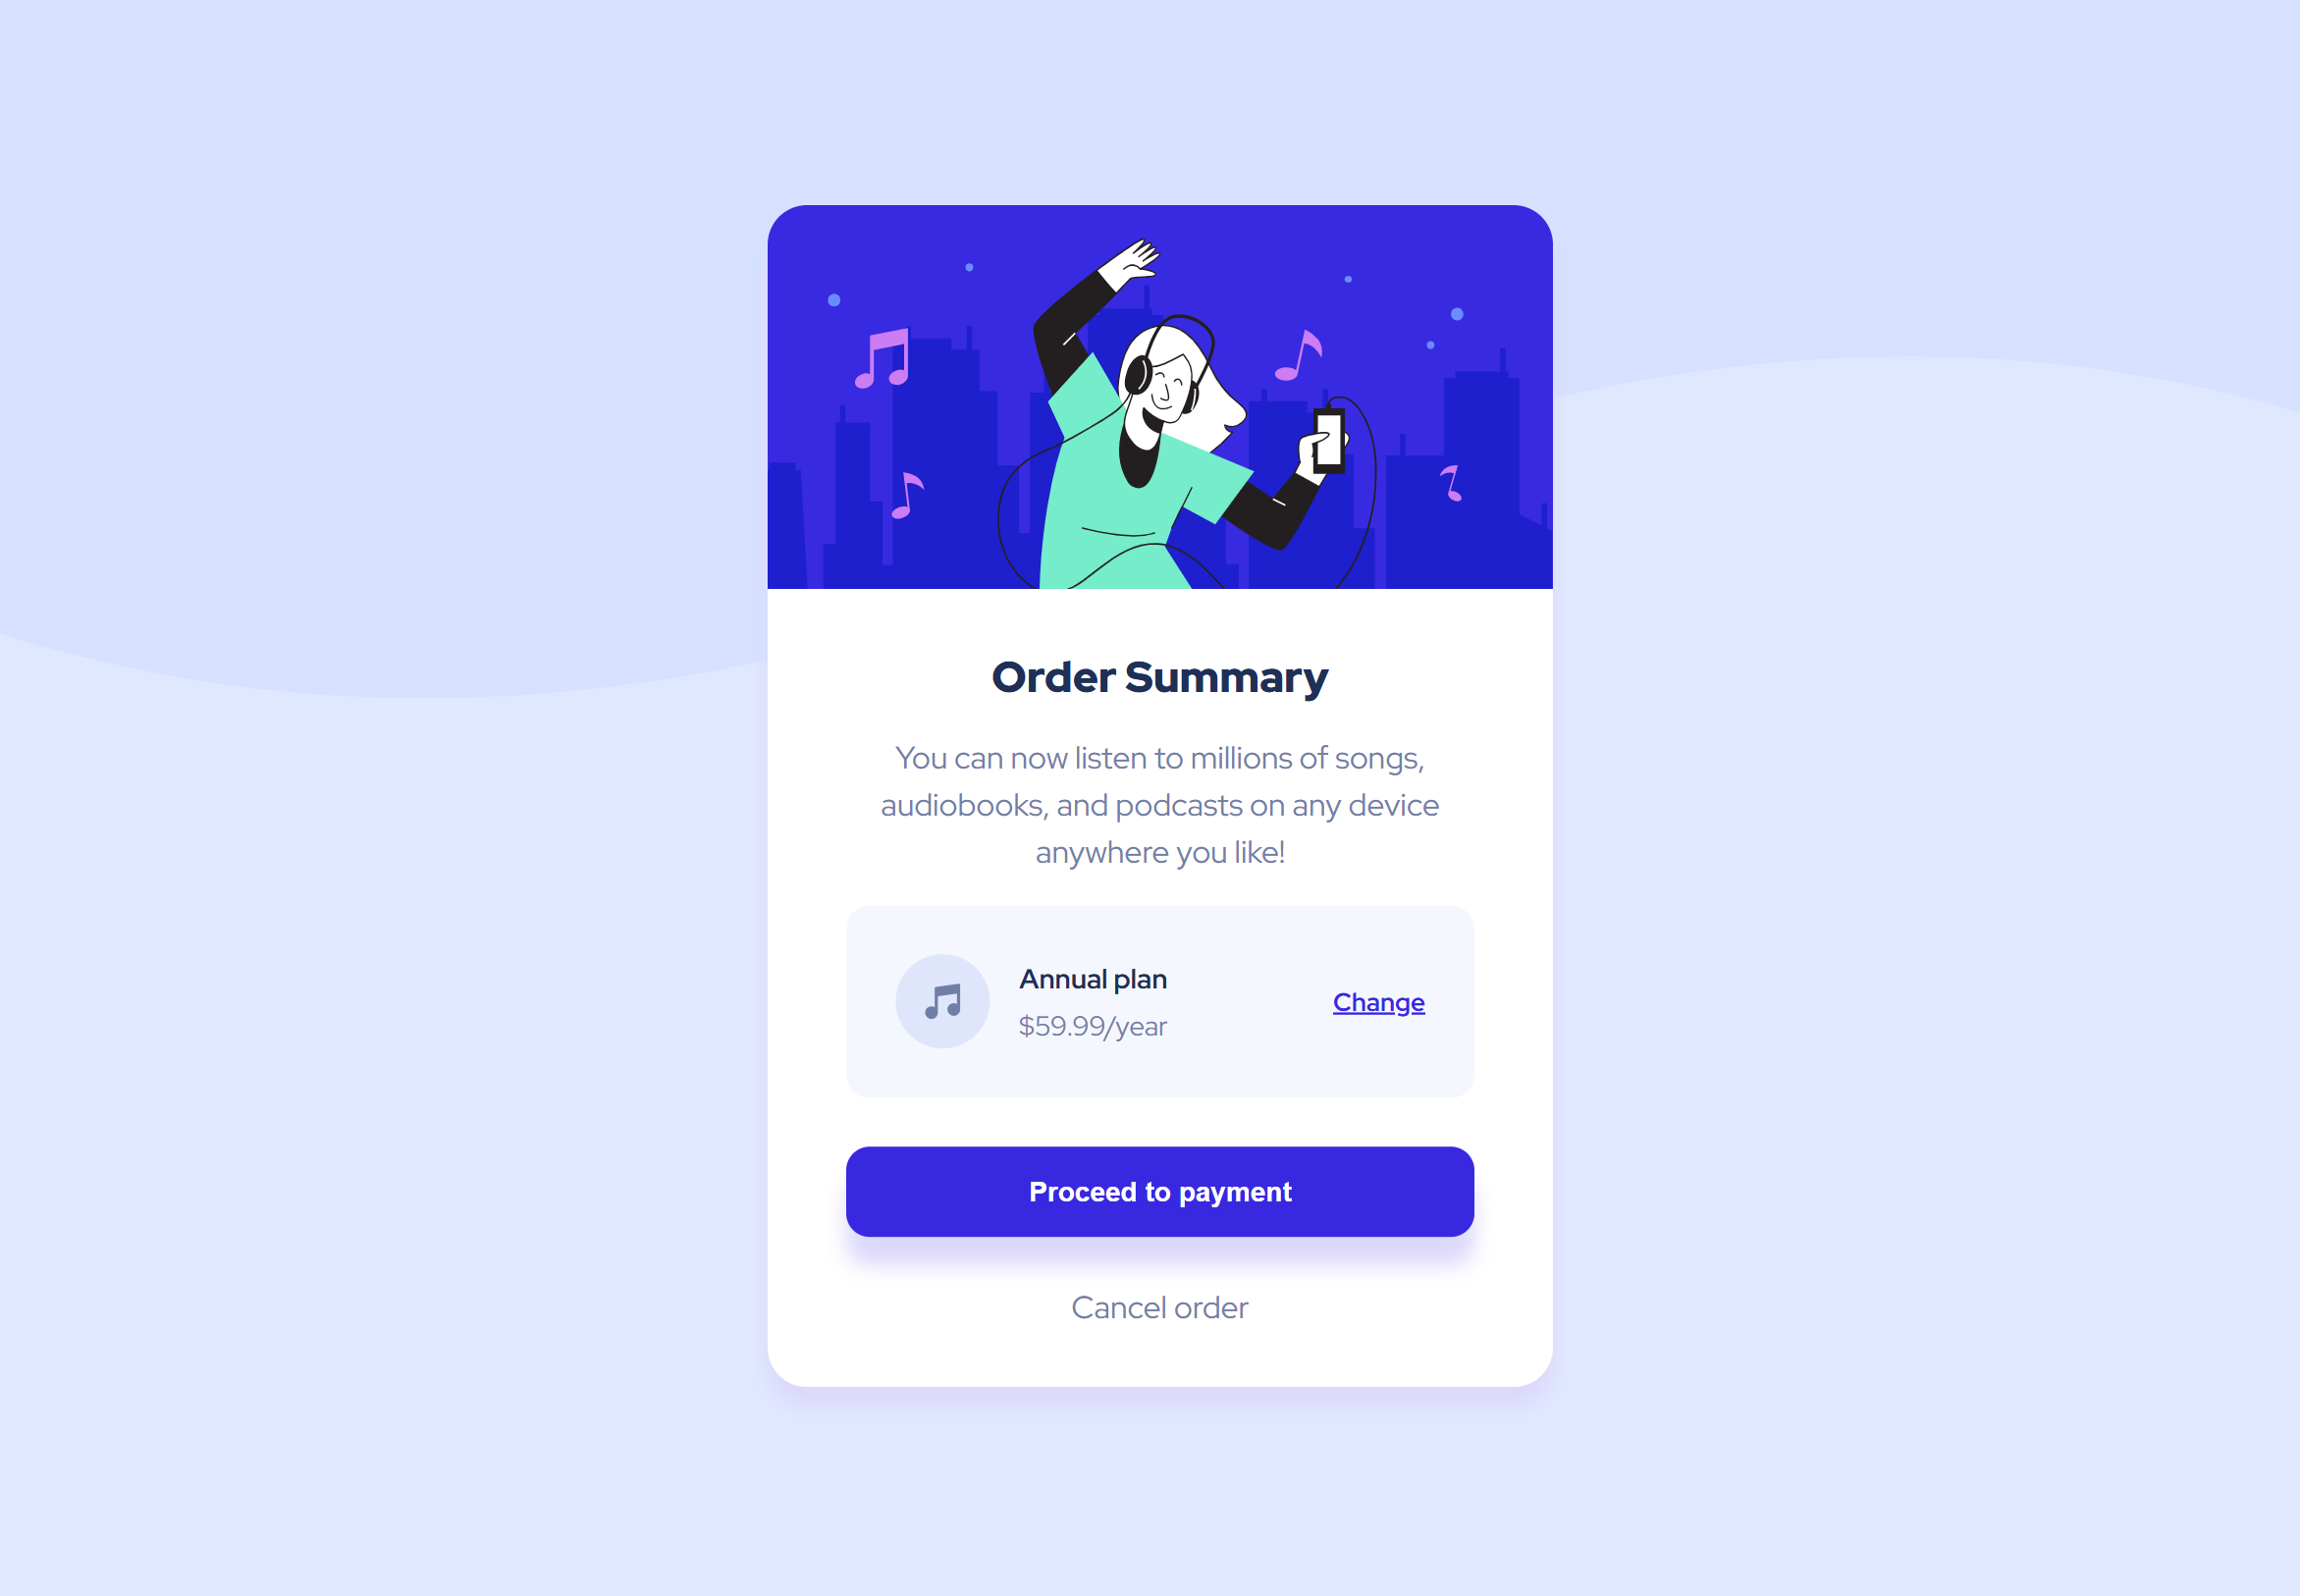 Order Summary
You can now listen to millions of songs,
audiobooks, and podcasts on any device
anywhere you like!
Annual plan
$59.99/year
Change
Proceed to payment
Cancel order